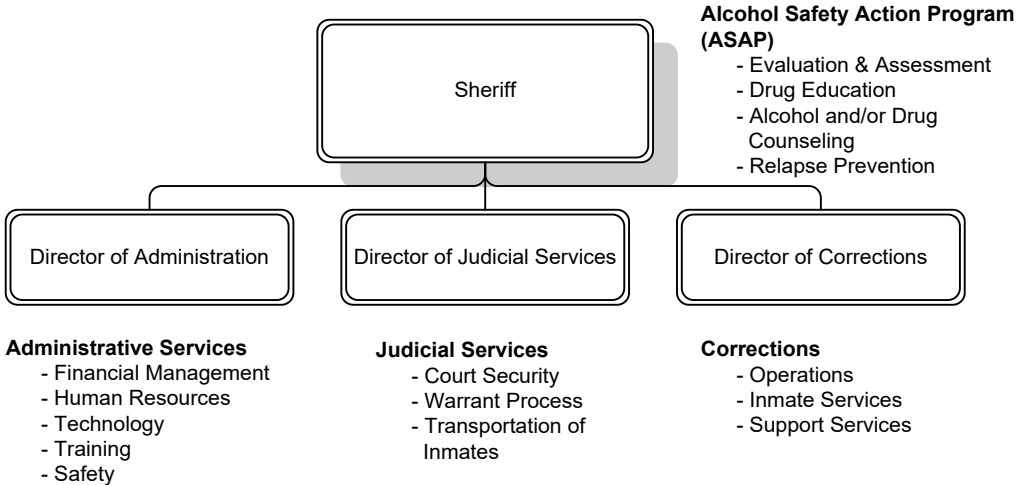 Sheriff
Alcohol Safety Action Program
(ASAP)
- Evaluation & Assessment
- Drug Education
- Alcohol and/or Drug
Counseling
- Relapse Prevention
Director of Administration
Director of Judicial Services
Director of Corrections
Administrative Services
- Financial Management
- Human Resources
- Technology
- Training
- Safety
Judicial Services
- Court Security
- Warrant Process
- Transportation of
Inmates
Corrections
- Operations
- Inmate Services
- Support Services